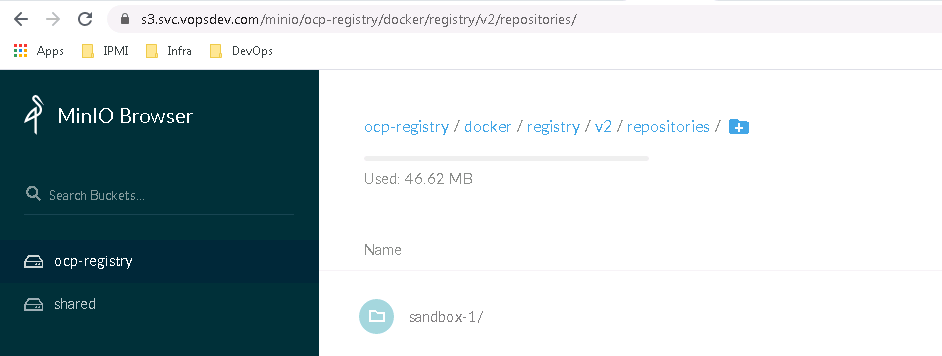 s3.svc.vopsdev.com/minio/ocp-registry/docker/registry/v2/repositories/
Apps IPMI Infra DevOps
MinIO Browser
Search Buckets...
ocp-registry
shared
ocp-registry / docker / registry / v2 / repositories /
Used: 46.62 MB
Name
sandbox-1/